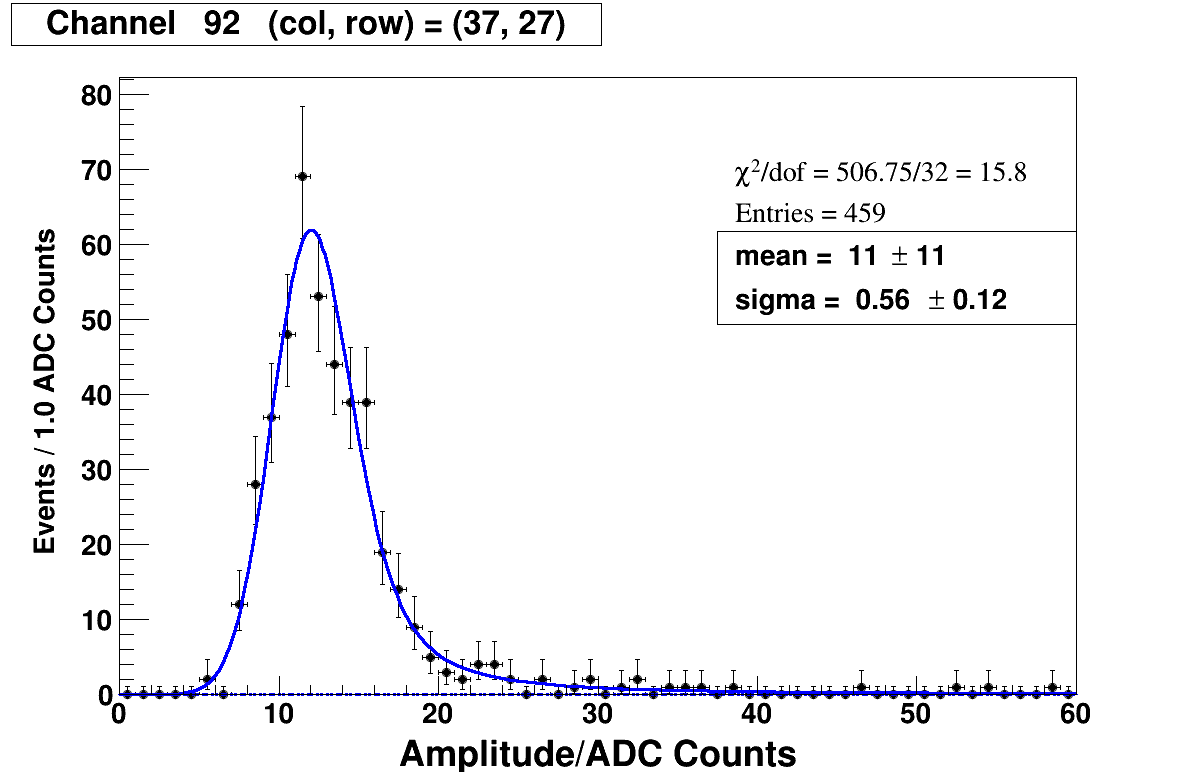 Channel 92 (col, row) = (37, 27)
80
70
60
50
40
30
20
10
0
Events / 1.0 ADC Counts
χ²/dof = 506.75/32 = 15.8
Entries = 459
mean = 11 ± 11
sigma = 0.56 ± 0.12
0 10 20 30 40 50 60
Amplitude/ADC Counts